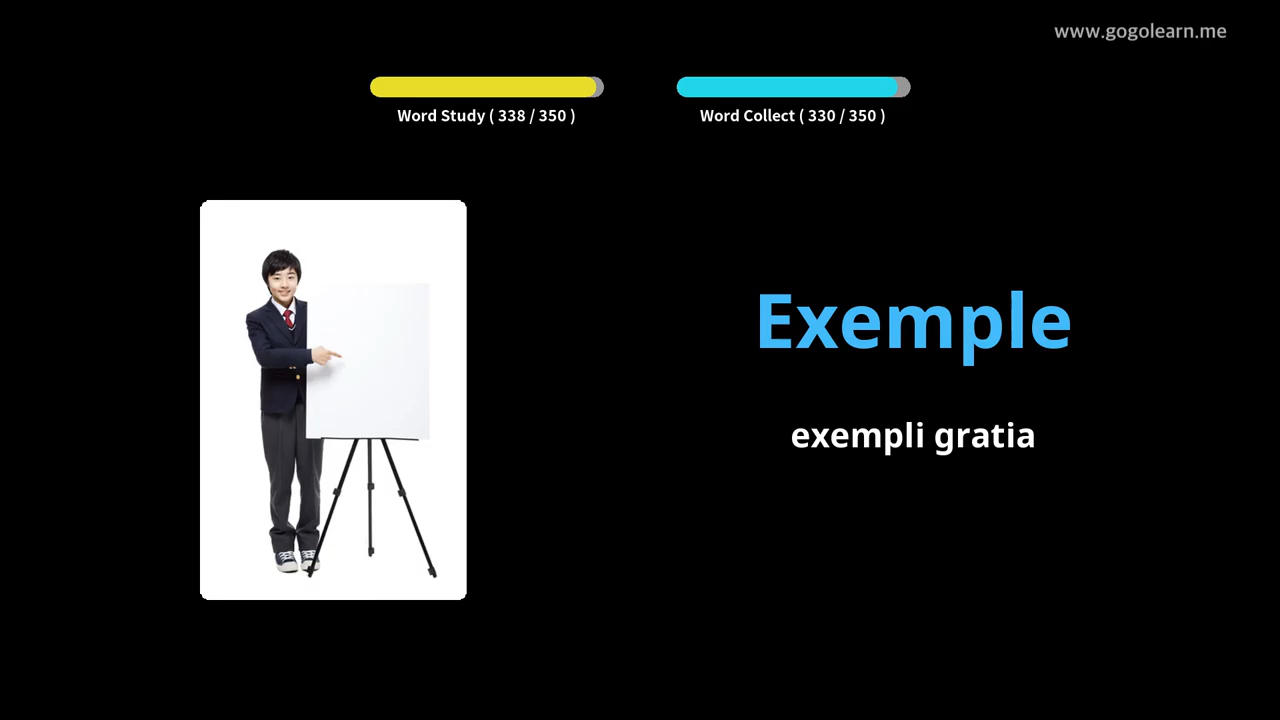 www.gogolearn.me
Word Study ( 338 / 350 )
Word Collect ( 330 / 350 )
Exemple
exempli gratia